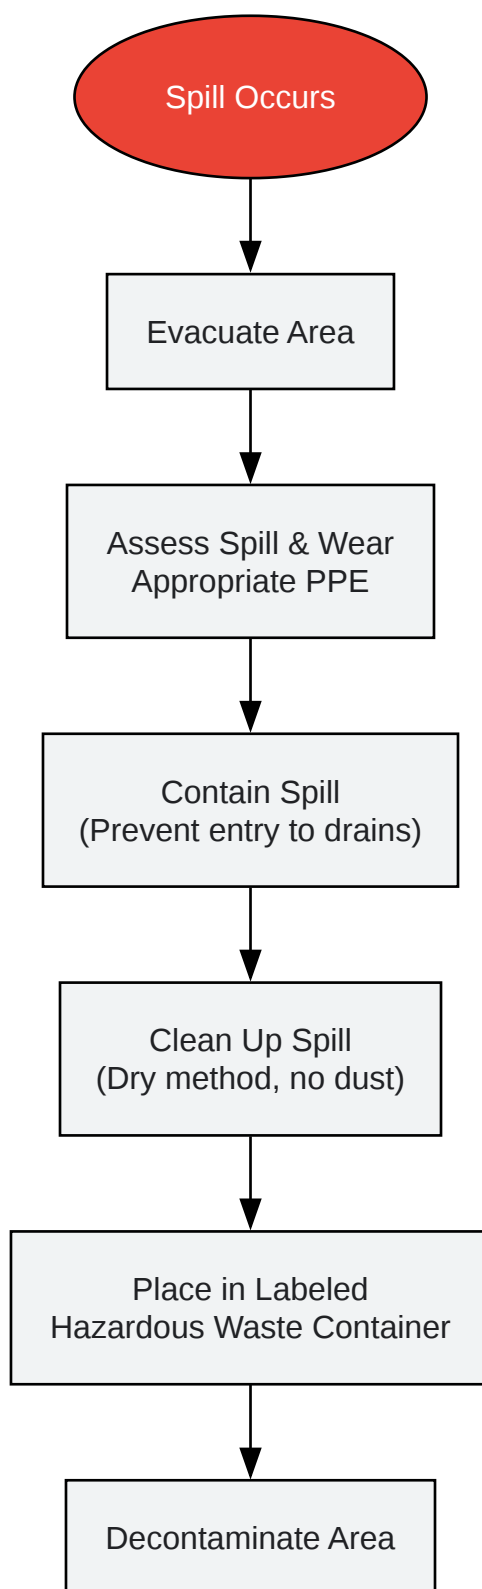 Spill Occurs
Evacuate Area
Assess Spill & Wear
Appropriate PPE
Contain Spill
(Prevent entry to drains)
Clean Up Spill
(Dry method, no dust)
Place in Labeled
Hazardous Waste Container
Decontaminate Area